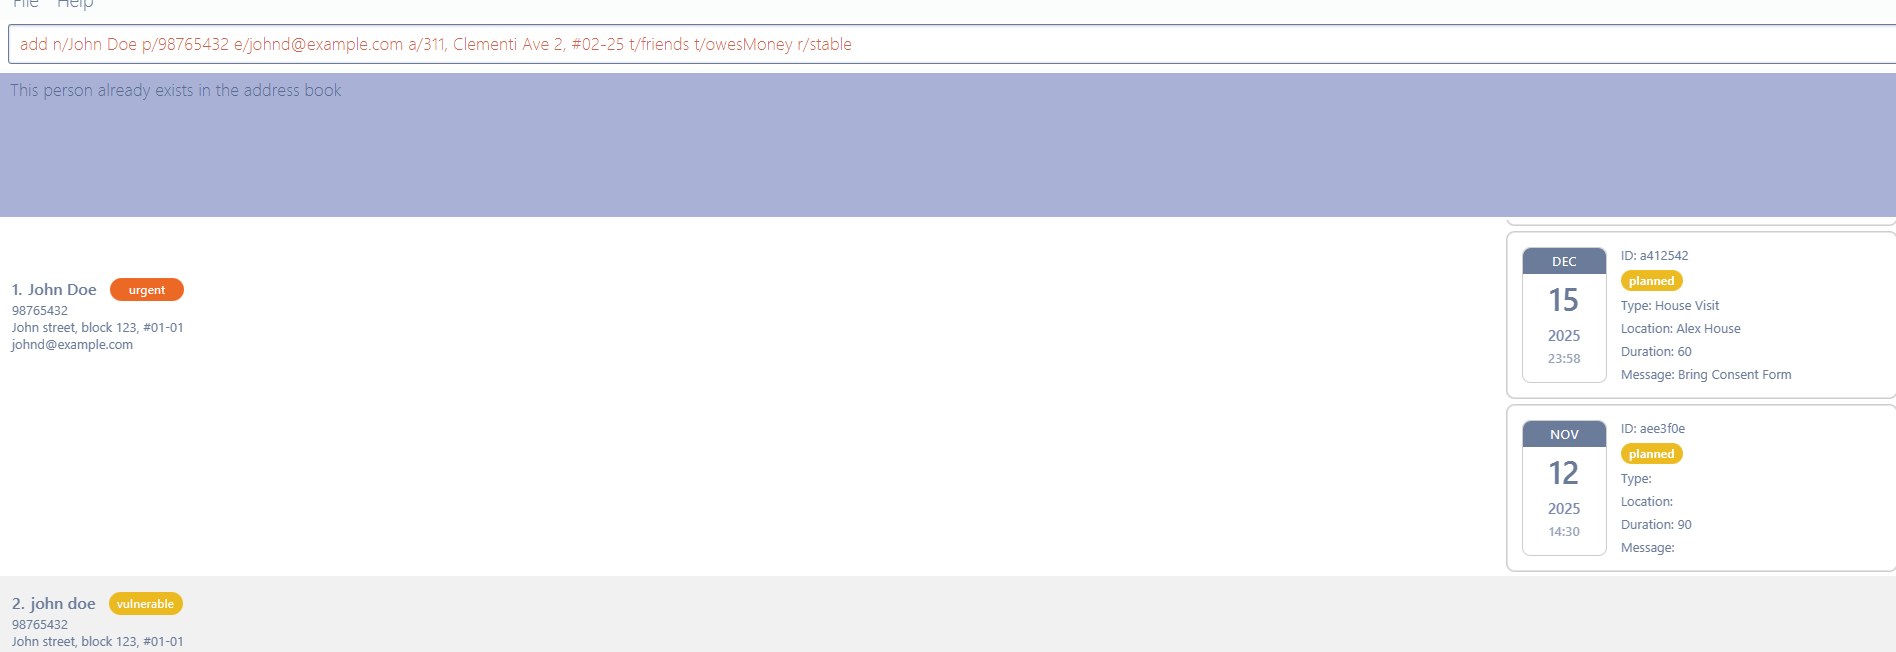 File Help
add n/John Doe p/98765432 e/johnd@example.com a/311, Clementi Ave 2, #02-25 t/friends t/owesMoney r/stable
This person already exists in the address book
1. John Doe urgent
98765432
John street, block 123, #01-01
johnd@example.com
DEC
15
2025
23:58
ID: a412542
planned
Type: House Visit
Location: Alex House
Duration: 60
Message: Bring Consent Form
NOV
12
2025
14:30
ID: aee3f0e
planned
Type:
Location:
Duration: 90
Message:
2. john doe vulnerable
98765432
John street, block 123, #01-01